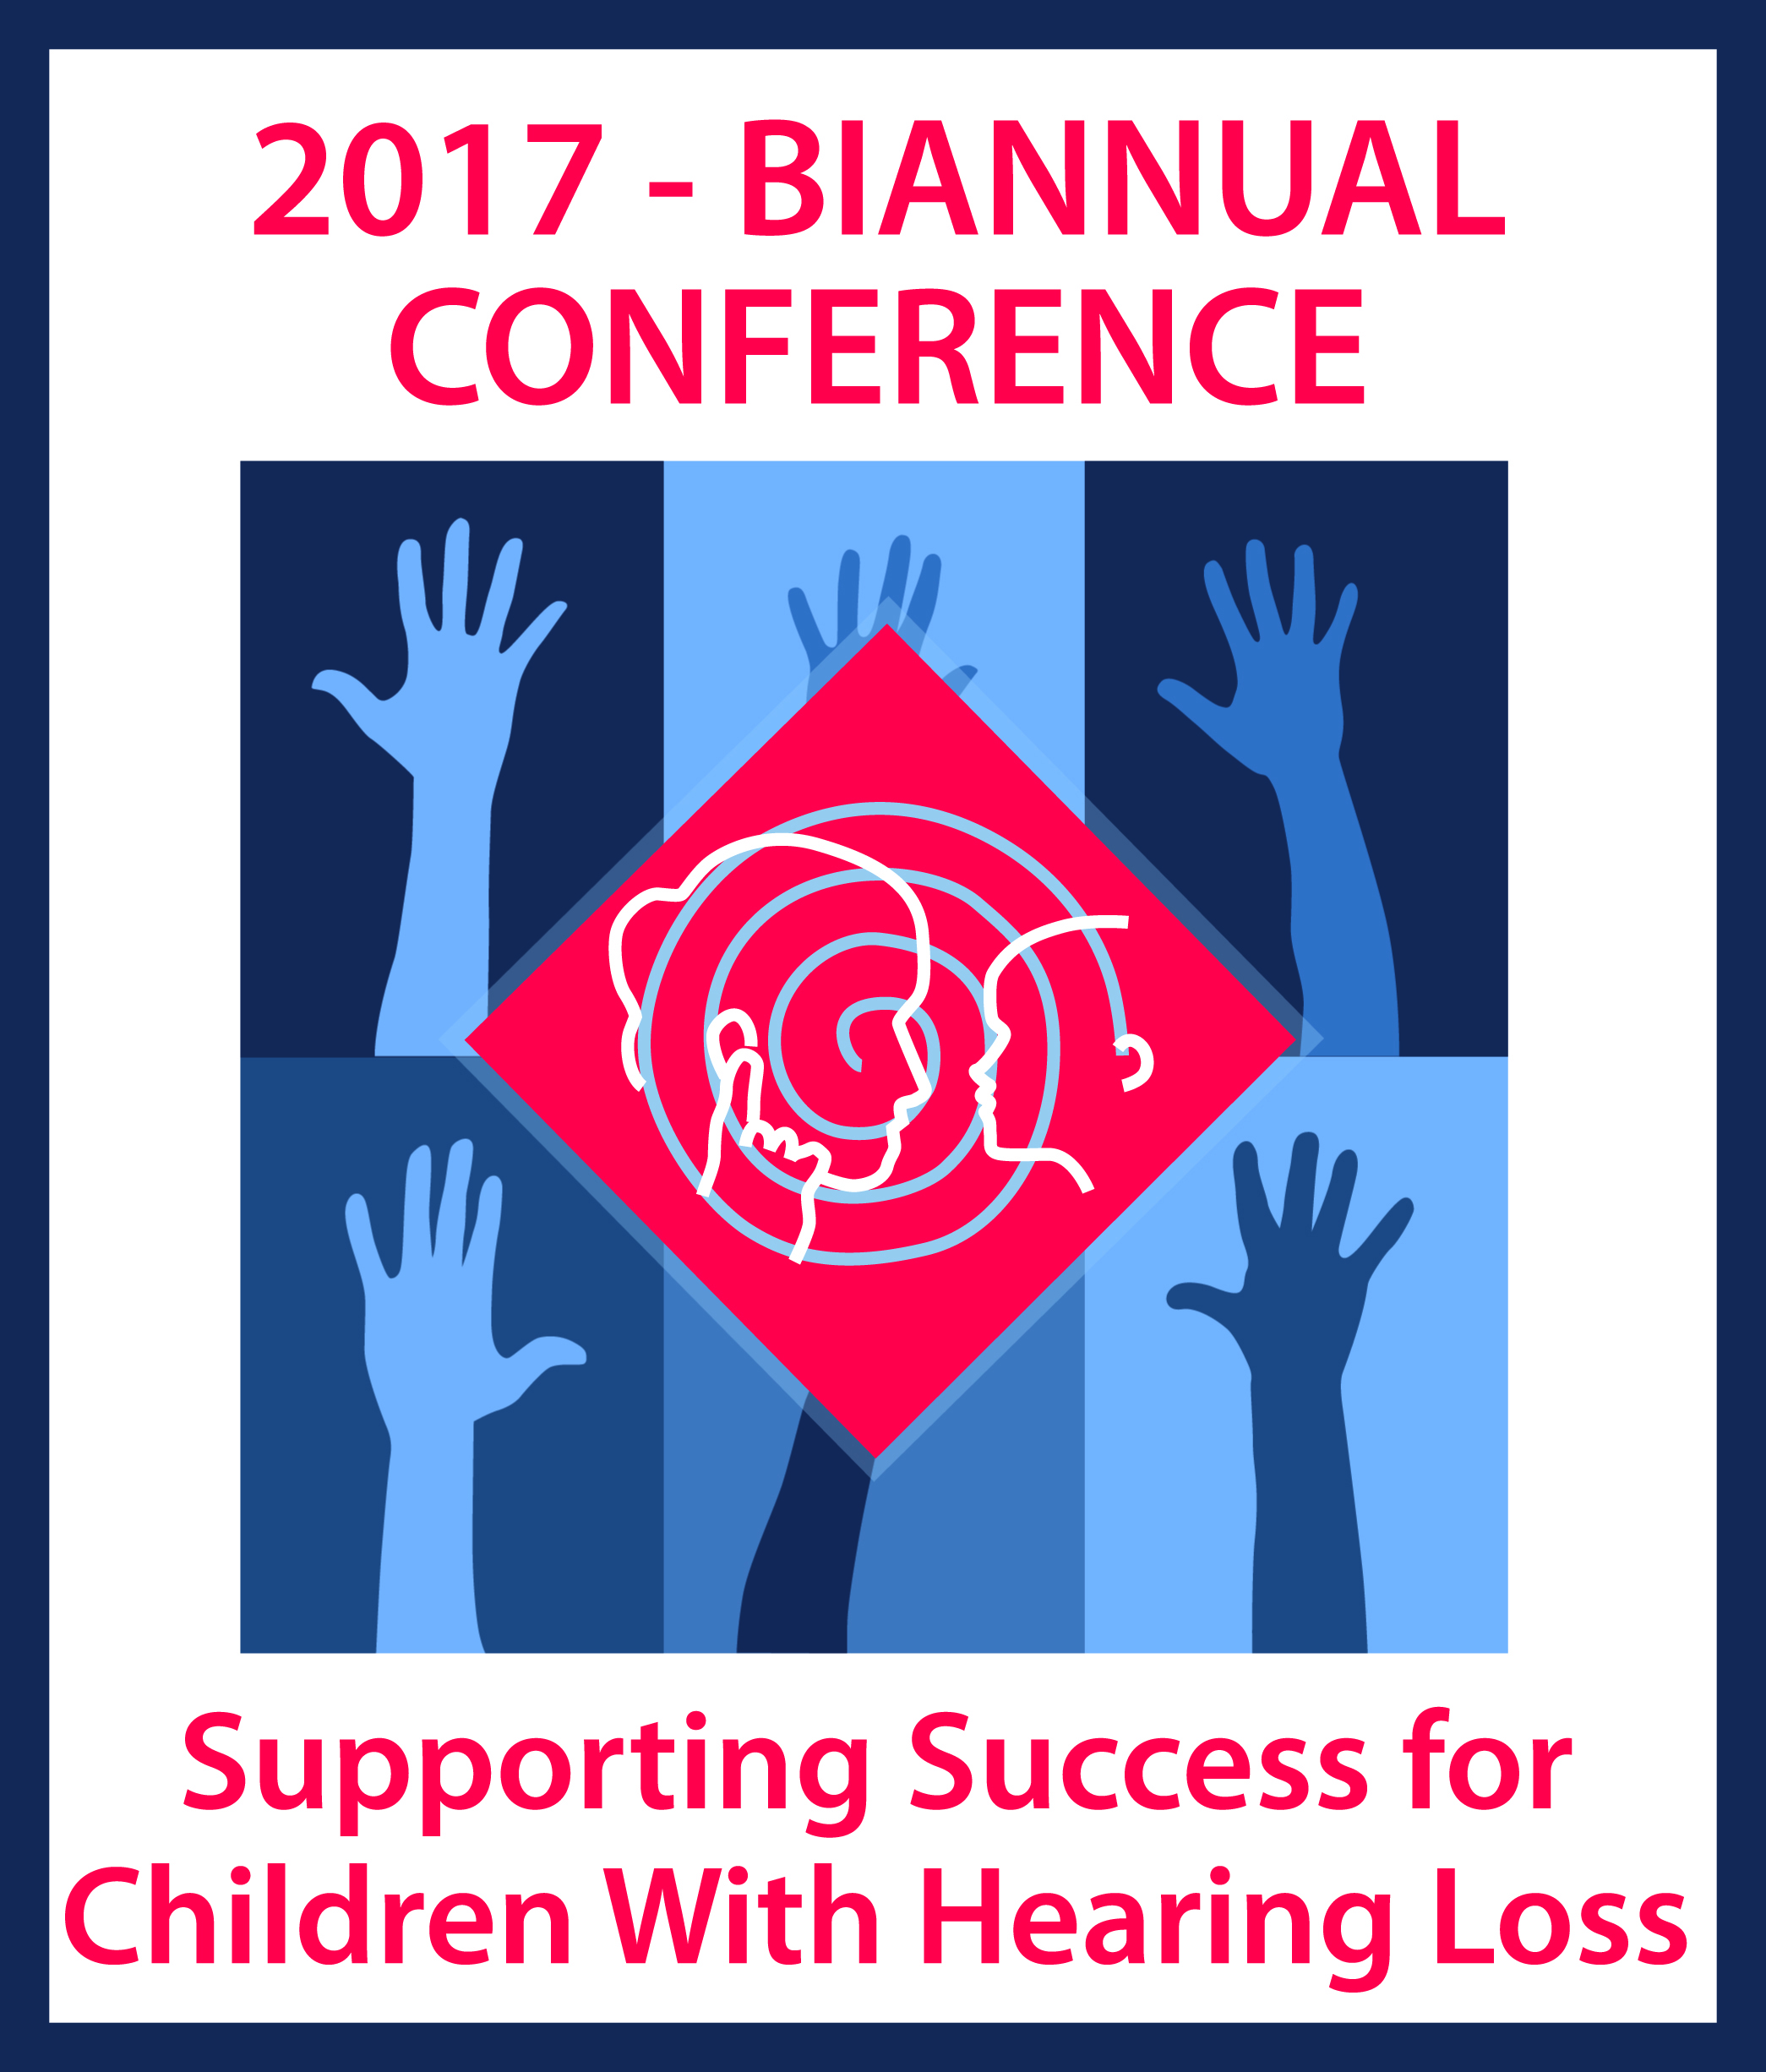 2017 - BIANNUAL
CONFERENCE
Supporting Success for
Children With Hearing Loss